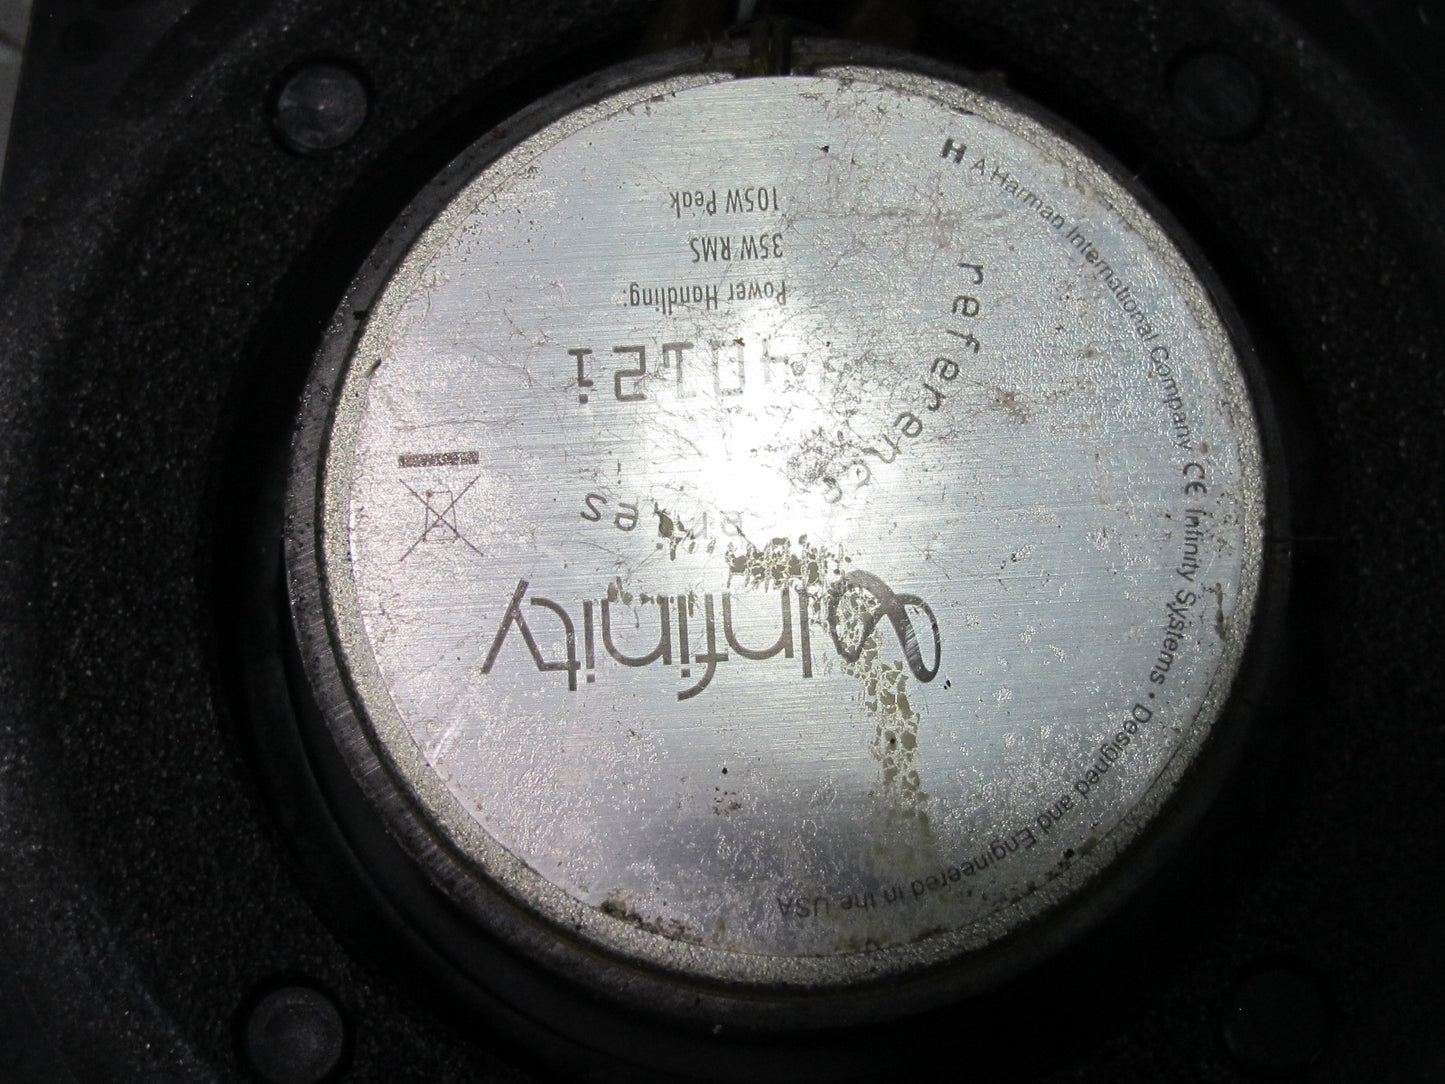 Infinity
reference series
4012i
Power Handling:
35W RMS
105W Peak
H A Harman International Company CE Infinity Systems • Designed and Engineered in the USA